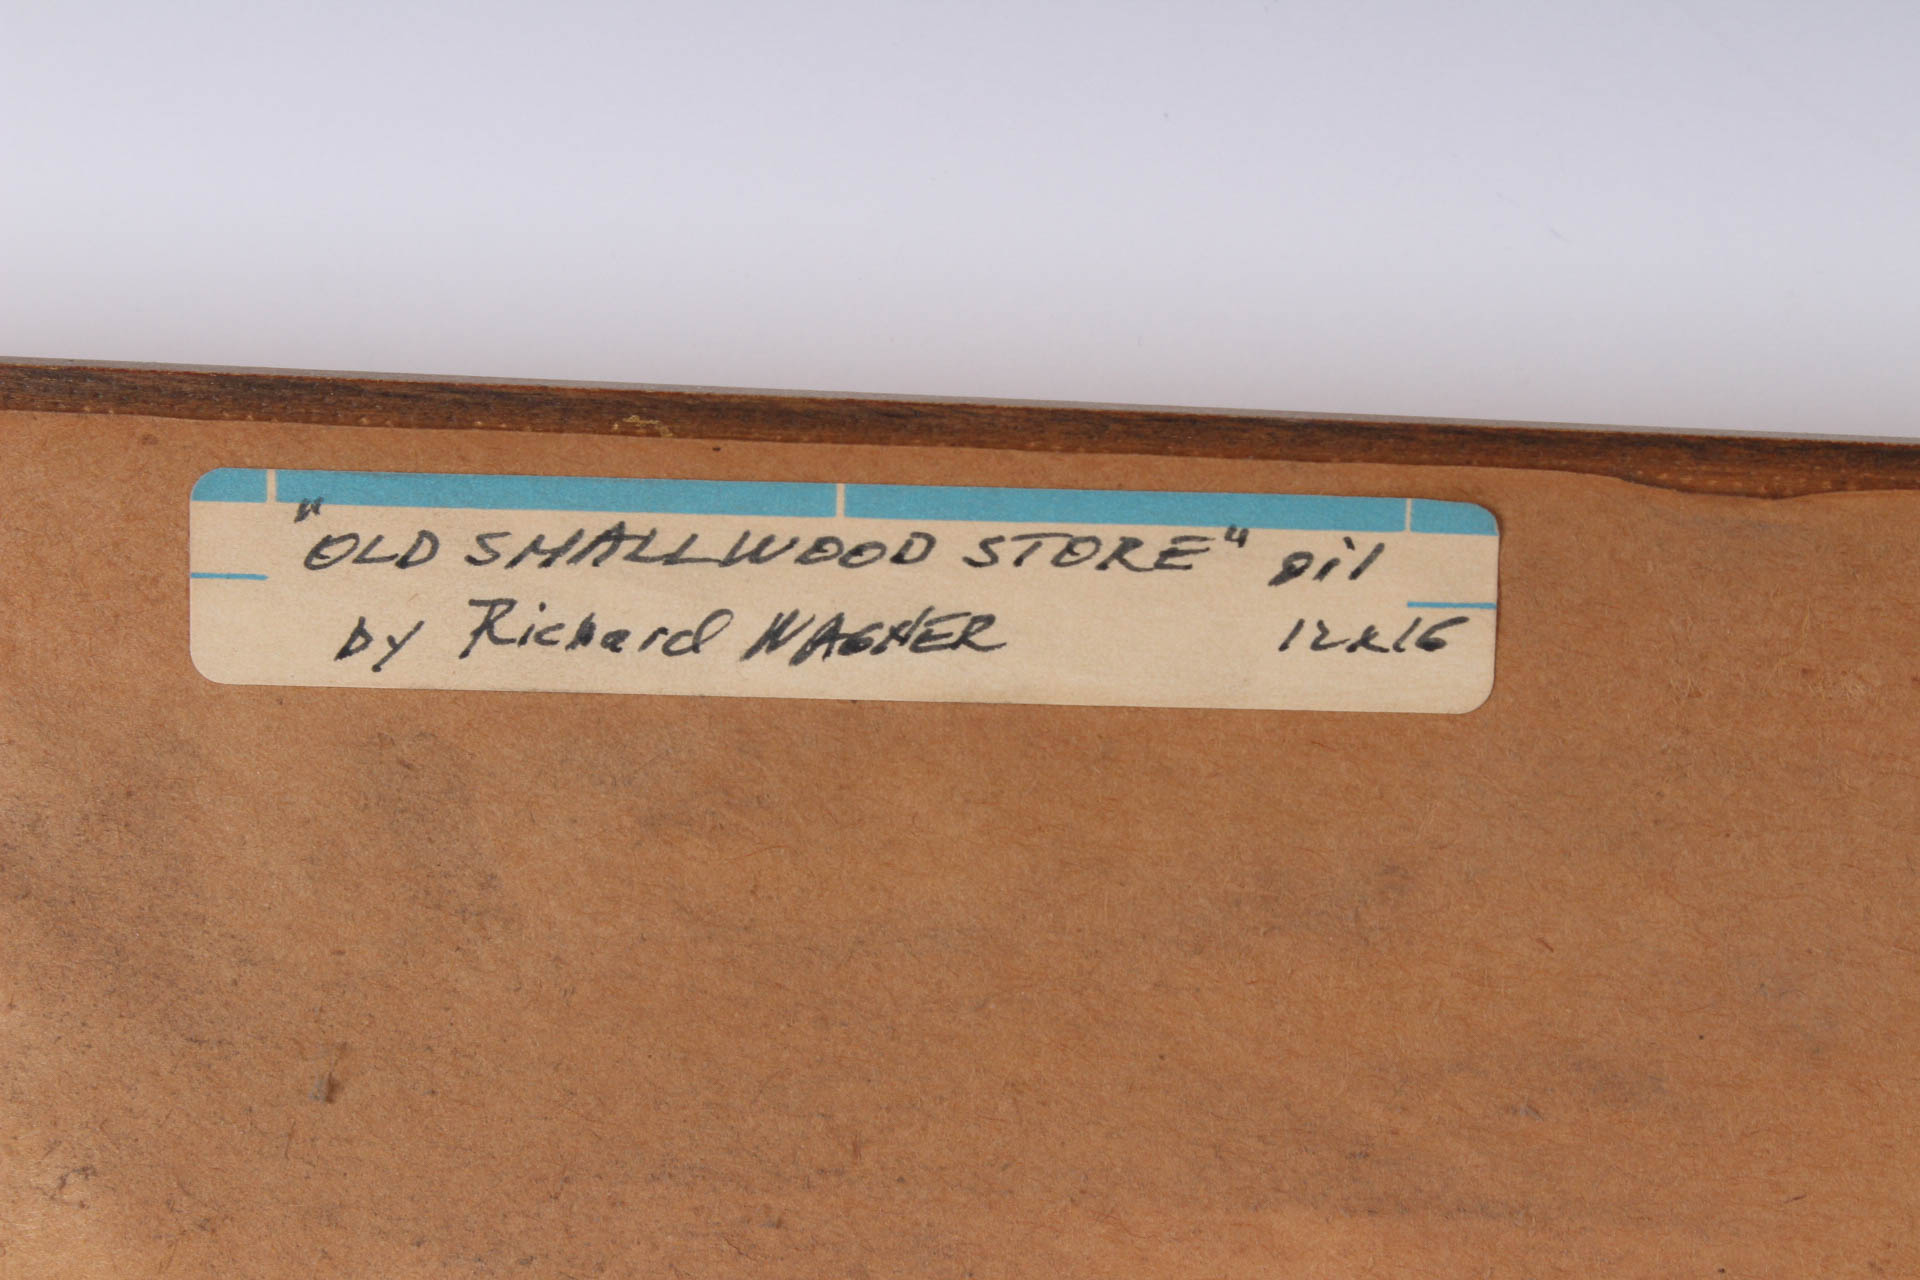 "OLD SMALLWOOD STORE" oil
by Richard WAGNER 12x16